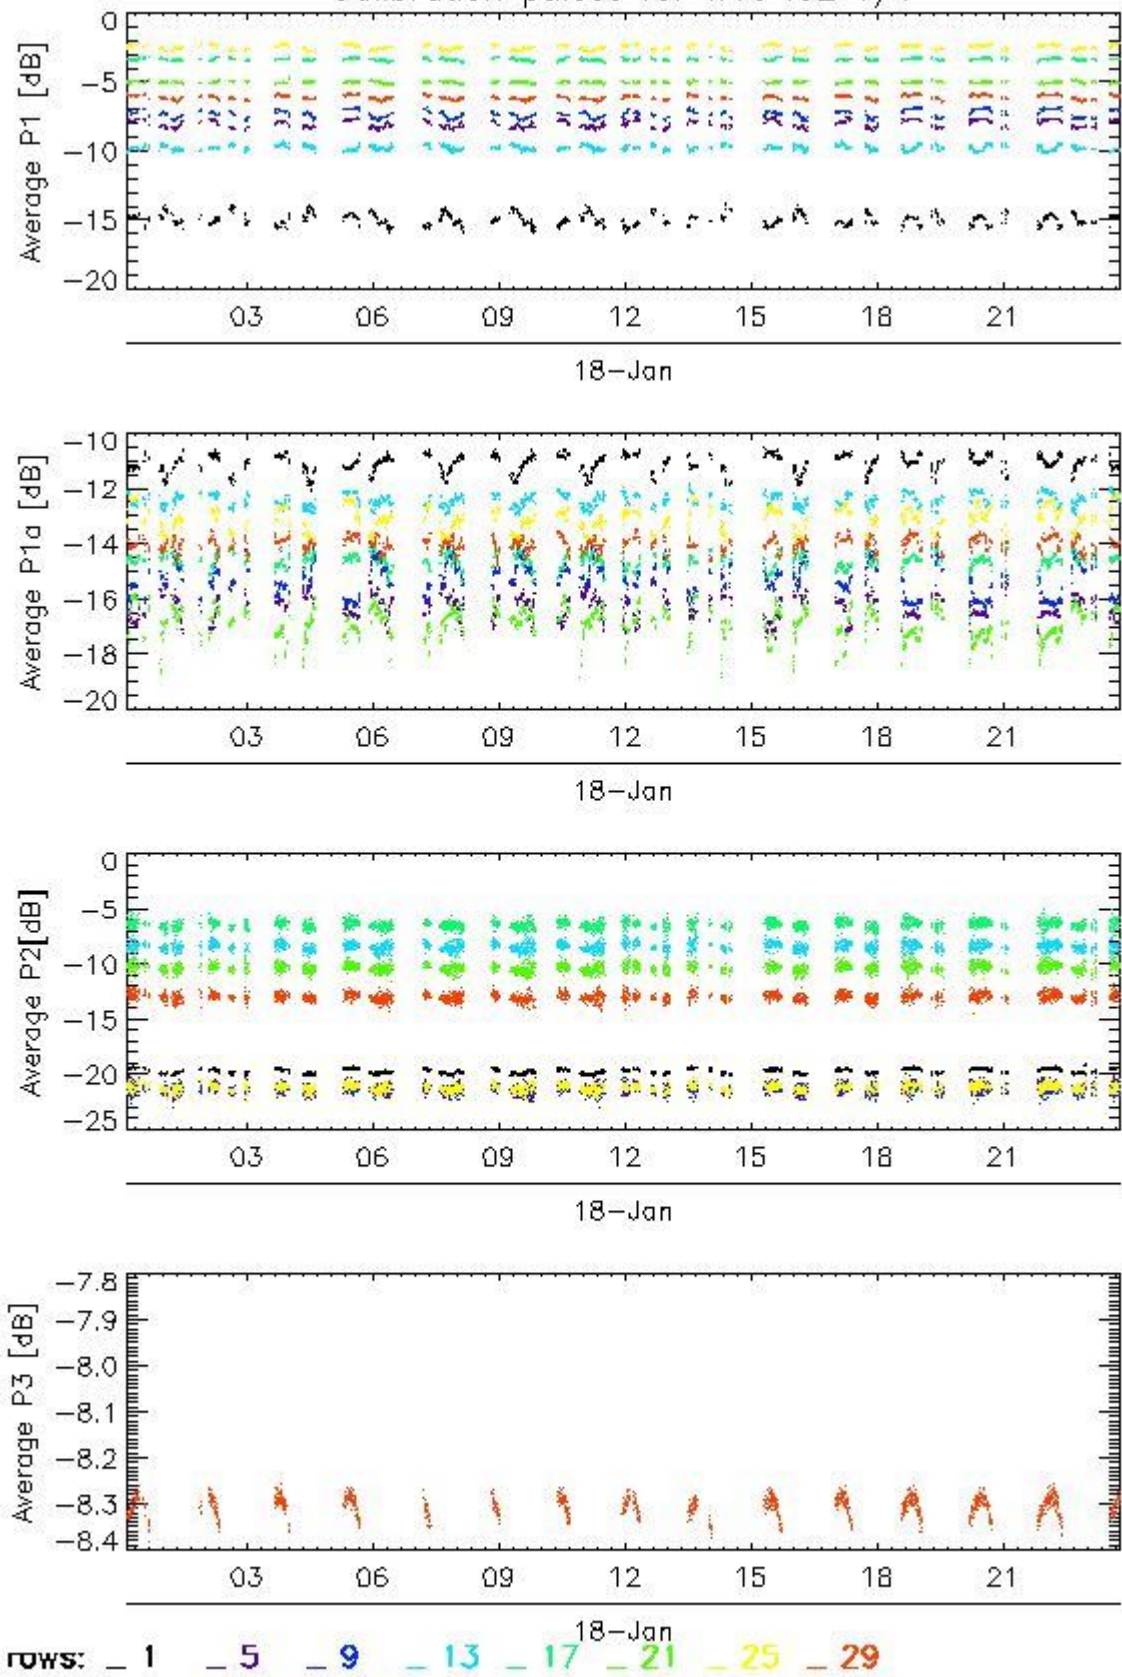 Average P1 [dB]
0
−5
−10
−15
−20
03 06 09 12 15 18 21
18−Jan
Average P1a [dB]
−10
−12
−14
−16
−18
−20
03 06 09 12 15 18 21
18−Jan
Average P2[dB]
0
−5
−10
−15
−20
−25
03 06 09 12 15 18 21
18−Jan
Average P3 [dB]
−7.8
−7.9
−8.0
−8.1
−8.2
−8.3
−8.4
03 06 09 12 15 18 21
18−Jan
rows: _ 1 _ 5 _ 9 _ 13 _ 17 _ 21 _ 25 _ 29